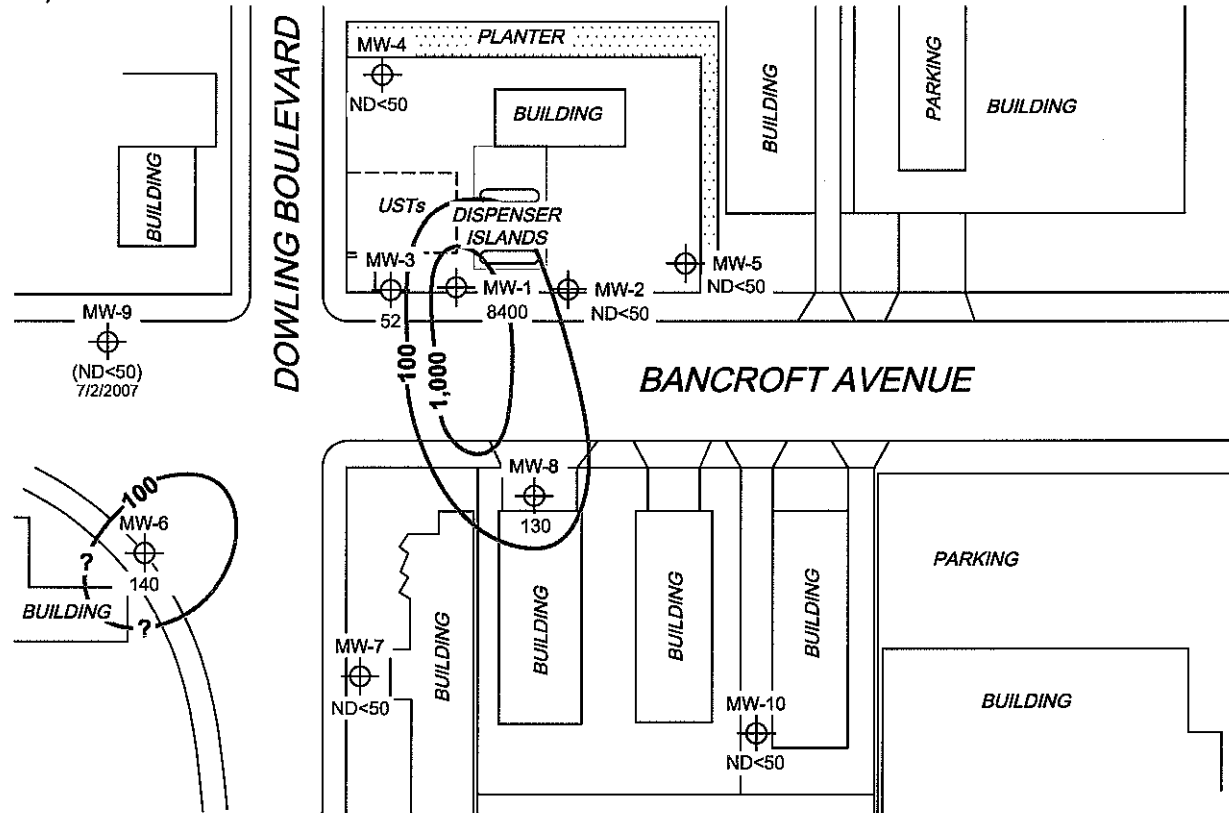 DOWLING BOULEVARD
MW-4
ND<50
PLANTER
BUILDING
BUILDING
PARKING
BUILDING
BUILDING
USTs
DISPENSER
ISLANDS
MW-3
52
MW-1
8400
MW-2
ND<50
MW-5
ND<50
MW-9
(ND<50)
7/2/2007
100
1,000
BANCROFT AVENUE
100
MW-6
140
?
?
BUILDING
MW-8
130
MW-7
ND<50
BUILDING
BUILDING
BUILDING
BUILDING
MW-10
ND<50
PARKING
BUILDING